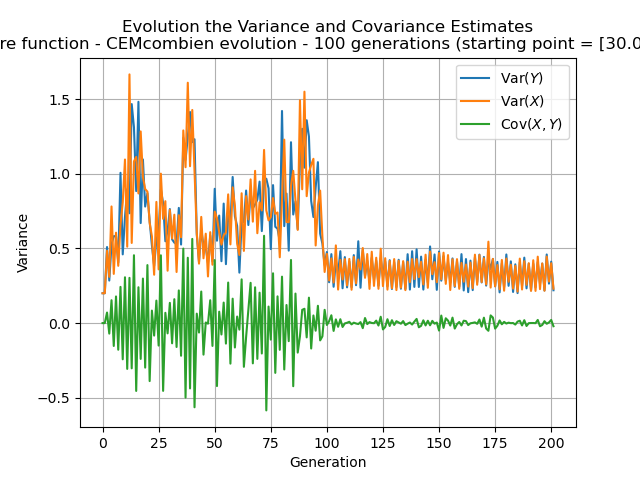 Evolution the Variance and Covariance Estimates
re function - CEMcombien evolution - 100 generations (starting point = [30.0
Var(Y)
Var(X)
Cov(X, Y)
1.5
1.0
0.5
0.0
−0.5
Variance
0 25 50 75 100 125 150 175 200
Generation